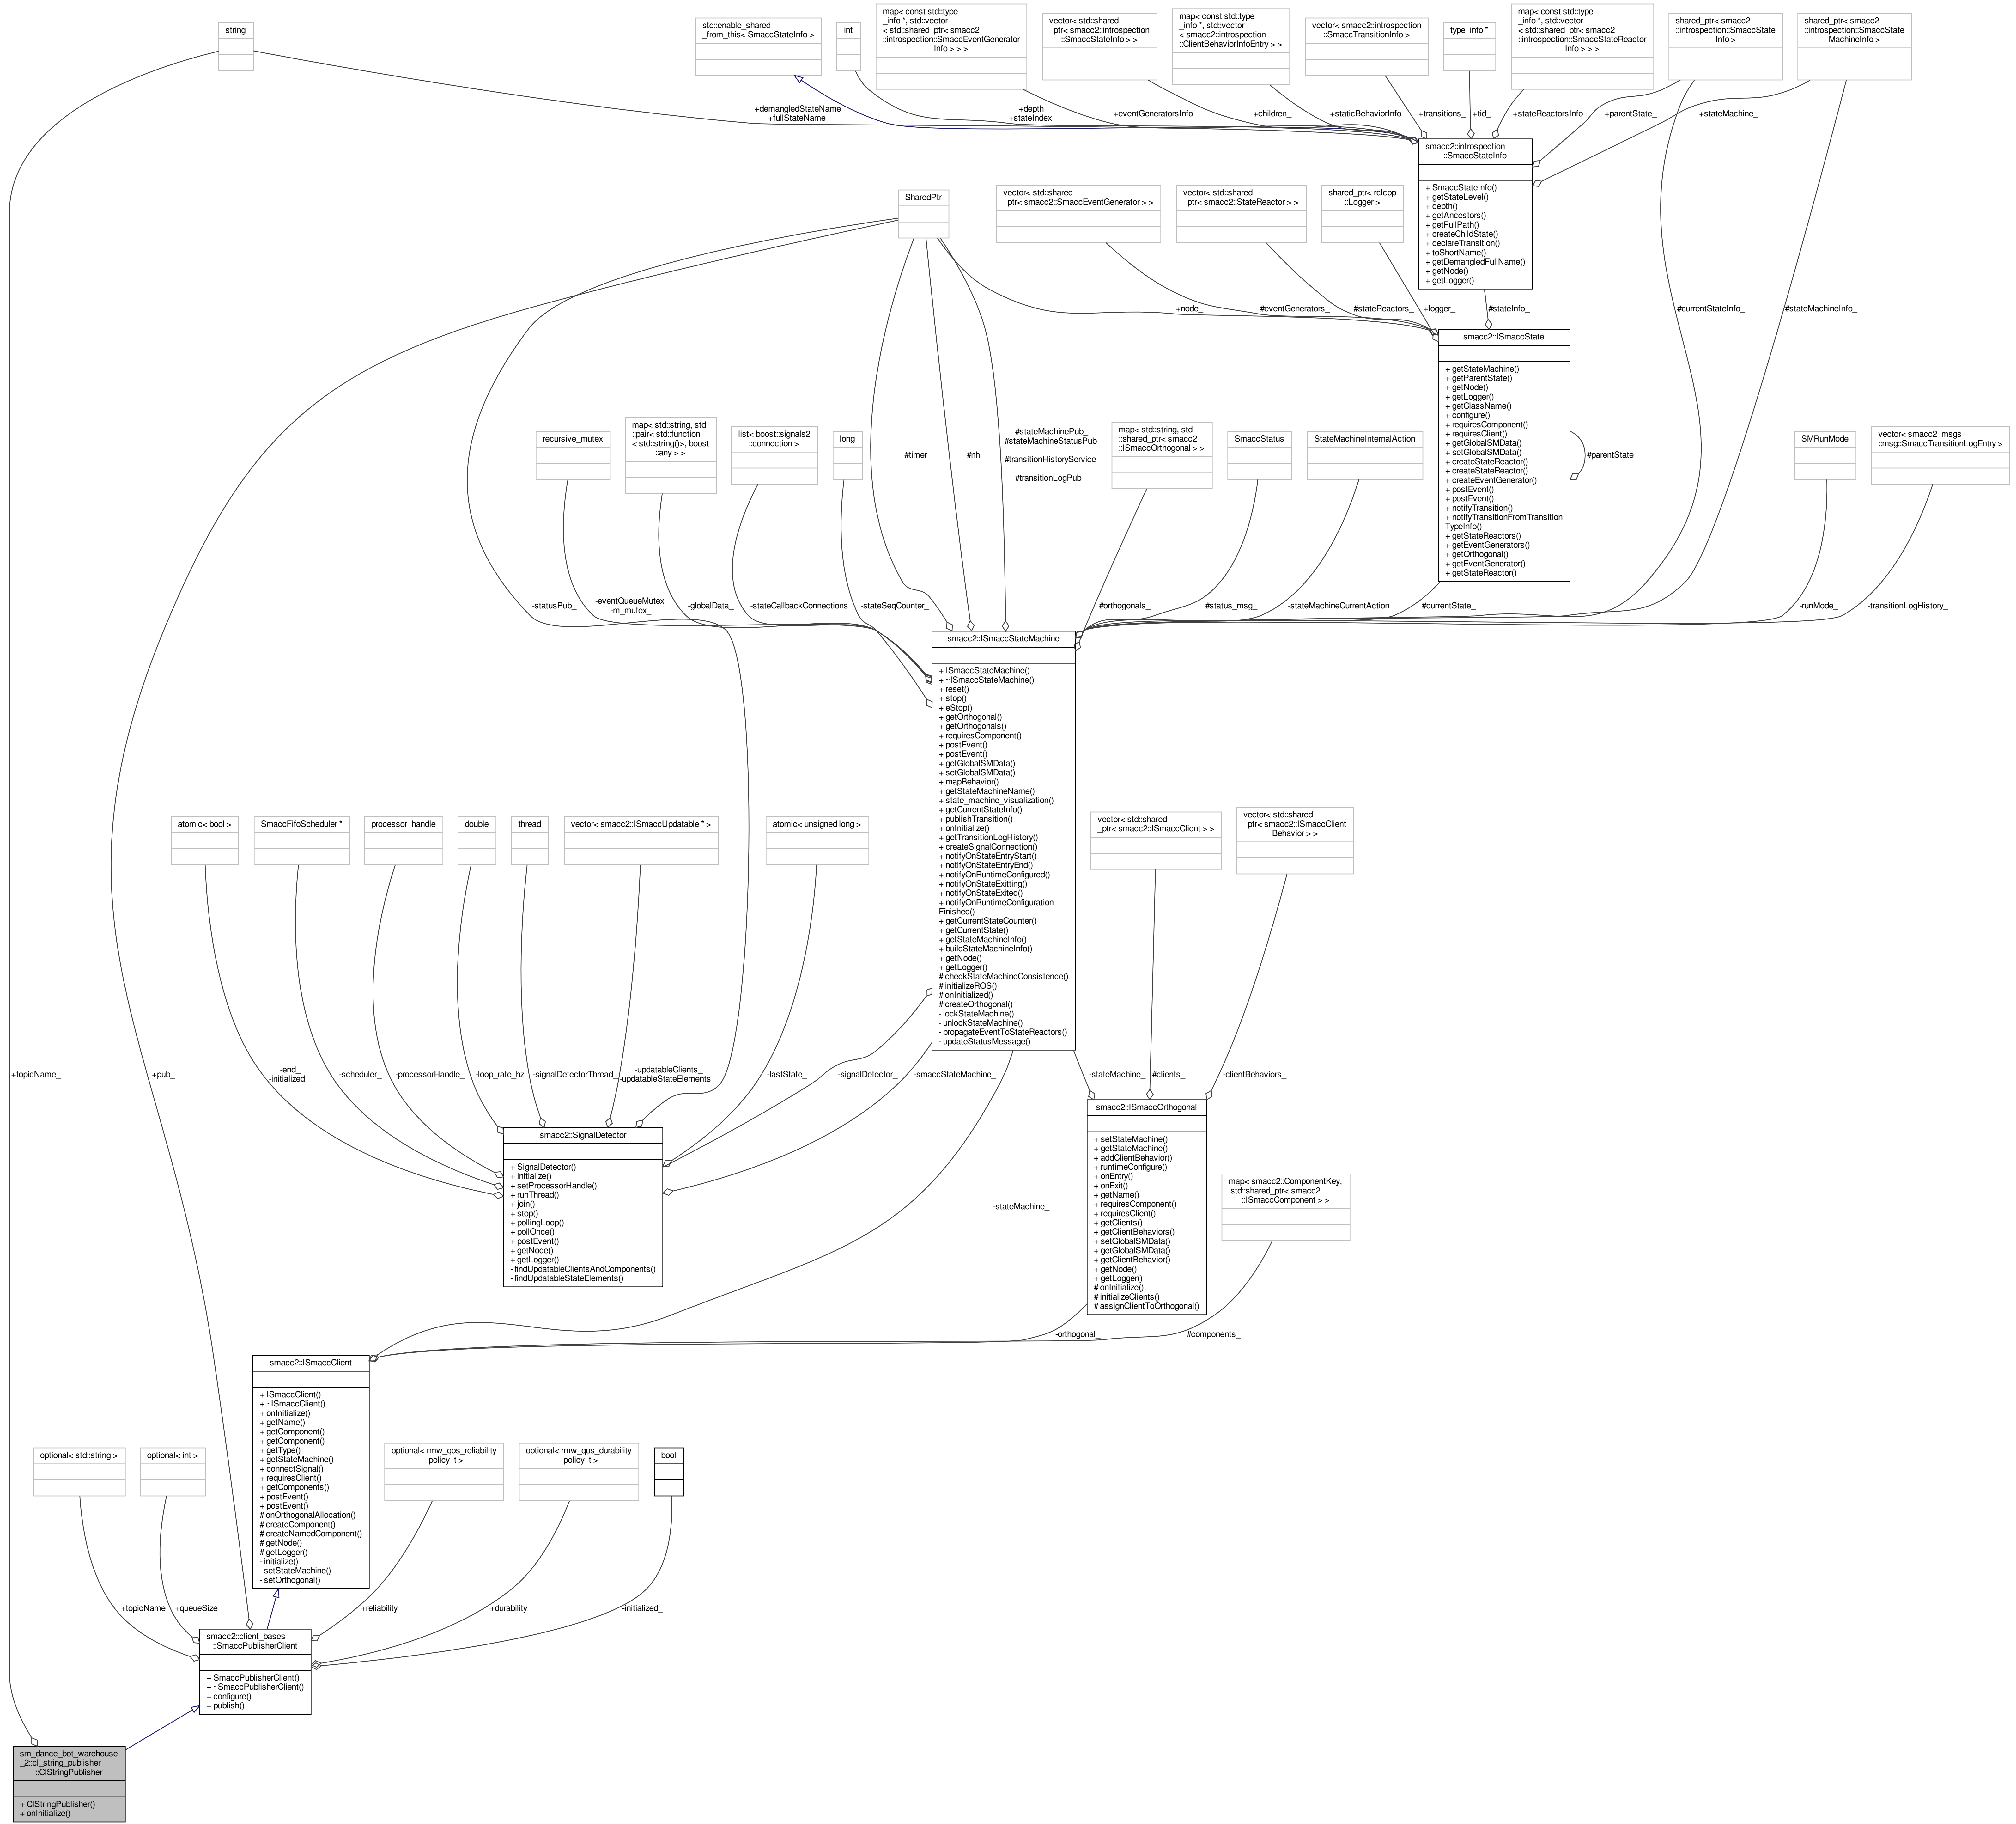 string
std::enable_shared
_from_this< SmaccStateInfo >
int
map< const std::type
_info *, std::vector
< std::shared_ptr< smacc2
::introspection::SmaccEventGenerator
Info > > >
vector< std::shared
_ptr< smacc2::introspection
::SmaccStateInfo > >
map< const std::type
_info *, std::vector
< smacc2::introspection
::ClientBehaviorInfoEntry > >
vector< smacc2::introspection
::SmaccTransitionInfo >
type_info *
map< const std::type
_info *, std::vector
< std::shared_ptr< smacc2
::introspection::SmaccStateReactor
Info > > >
shared_ptr< smacc2
::introspection::SmaccState
Info >
shared_ptr< smacc2
::introspection::SmaccState
MachineInfo >
+demangledStateName
+fullStateName
+depth_
+stateIndex_
+eventGeneratorsInfo
+children_
+staticBehaviorInfo
+transitions_
+tid_
+stateReactorsInfo
+parentState_
+stateMachine_
smacc2::introspection
::SmaccStateInfo
+ SmaccStateInfo()
+ getStateLevel()
+ depth()
+ getAncestors()
+ getFullPath()
+ createChildState()
+ declareTransition()
+ toShortName()
+ getDemangledFullName()
+ getNode()
+ getLogger()
SharedPtr
vector< std::shared
_ptr< smacc2::SmaccEventGenerator > >
vector< std::shared
_ptr< smacc2::StateReactor > >
shared_ptr< rclcpp
::Logger >
+node_
#eventGenerators_
#stateReactors_
+logger_
#stateInfo_
#currentStateInfo_
#stateMachineInfo_
smacc2::ISmaccState
+ getStateMachine()
+ getParentState()
+ getNode()
+ getLogger()
+ getClassName()
+ configure()
+ requiresComponent()
+ requiresClient()
+ getGlobalSMData()
+ setGlobalSMData()
+ createStateReactor()
+ createStateReactor()
+ createEventGenerator()
+ postEvent()
+ postEvent()
+ notifyTransition()
+ notifyTransitionFromTransition
TypeInfo()
+ getStateReactors()
+ getEventGenerators()
+ getOrthogonal()
+ getEventGenerator()
+ getStateReactor()
#parentState_
recursive_mutex
map< std::string, std
::pair< std::function
< std::string()>, boost
::any > >
list< boost::signals2
::connection >
long
#timer_
#nh_
#stateMachinePub_
#stateMachineStatusPub
_
#transitionHistoryService
_
#transitionLogPub_
map< std::string, std
::shared_ptr< smacc2
::ISmaccOrthogonal > >
SmaccStatus
StateMachineInternalAction
SMRunMode
vector< smacc2_msgs
::msg::SmaccTransitionLogEntry >
-statusPub_
-eventQueueMutex_
-m_mutex_
-globalData_
-stateCallbackConnections
-stateSeqCounter_
#orthogonals_
#status_msg_
-stateMachineCurrentAction
#currentState_
-runMode_
-transitionLogHistory_
smacc2::ISmaccStateMachine
+ ISmaccStateMachine()
+ ~ISmaccStateMachine()
+ reset()
+ stop()
+ eStop()
+ getOrthogonal()
+ getOrthogonals()
+ requiresComponent()
+ postEvent()
+ postEvent()
+ getGlobalSMData()
+ setGlobalSMData()
+ mapBehavior()
+ getStateMachineName()
+ state_machine_visualization()
+ getCurrentStateInfo()
+ publishTransition()
+ onInitialize()
+ getTransitionLogHistory()
+ createSignalConnection()
+ notifyOnStateEntryStart()
+ notifyOnStateEntryEnd()
+ notifyOnRuntimeConfigured()
+ notifyOnStateExitting()
+ notifyOnStateExited()
+ notifyOnRuntimeConfiguration
Finished()
+ getCurrentStateCounter()
+ getCurrentState()
+ getStateMachineInfo()
+ buildStateMachineInfo()
+ getNode()
+ getLogger()
# checkStateMachineConsistence()
# initializeROS()
# onInitialized()
# createOrthogonal()
- lockStateMachine()
- unlockStateMachine()
- propagateEventToStateReactors()
- updateStatusMessage()
atomic< bool >
SmaccFifoScheduler *
processor_handle
double
thread
vector< smacc2::ISmaccUpdatable * >
atomic< unsigned long >
vector< std::shared
_ptr< smacc2::ISmaccClient > >
vector< std::shared
_ptr< smacc2::ISmaccClient
Behavior > >
+topicName_
+pub_
-end_
-initialized_
-scheduler_
-processorHandle_
-loop_rate_hz
-signalDetectorThread_
-updatableClients_
-updatableStateElements_
-lastState_
-signalDetector_
-smaccStateMachine_
-stateMachine_
#clients_
-clientBehaviors_
smacc2::SignalDetector
+ SignalDetector()
+ initialize()
+ setProcessorHandle()
+ runThread()
+ join()
+ stop()
+ pollingLoop()
+ pollOnce()
+ postEvent()
+ getNode()
+ getLogger()
- findUpdatableClientsAndComponents()
- findUpdatableStateElements()
smacc2::ISmaccOrthogonal
+ setStateMachine()
+ getStateMachine()
+ addClientBehavior()
+ runtimeConfigure()
+ onEntry()
+ onExit()
+ getName()
+ requiresComponent()
+ requiresClient()
+ getClients()
+ getClientBehaviors()
+ setGlobalSMData()
+ getGlobalSMData()
+ getClientBehavior()
+ getNode()
+ getLogger()
# onInitialize()
# initializeClients()
# assignClientToOrthogonal()
map< smacc2::ComponentKey,
std::shared_ptr< smacc2
::ISmaccComponent > >
-stateMachine_
-orthogonal_
#components_
smacc2::ISmaccClient
+ ISmaccClient()
+ ~ISmaccClient()
+ onInitialize()
+ getName()
+ getComponent()
+ getComponent()
+ getType()
+ getStateMachine()
+ connectSignal()
+ requiresClient()
+ getComponents()
+ postEvent()
+ postEvent()
# onOrthogonalAllocation()
# createComponent()
# createNamedComponent()
# getNode()
# getLogger()
- initialize()
- setStateMachine()
- setOrthogonal()
optional< std::string >
optional< int >
optional< rmw_qos_reliability
_policy_t >
optional< rmw_qos_durability
_policy_t >
bool
+topicName
+queueSize
+reliability
+durability
-initialized_
smacc2::client_bases
::SmaccPublisherClient
+ SmaccPublisherClient()
+ ~SmaccPublisherClient()
+ configure()
+ publish()
sm_dance_bot_warehouse
_2::cl_string_publisher
::ClStringPublisher
+ ClStringPublisher()
+ onInitialize()